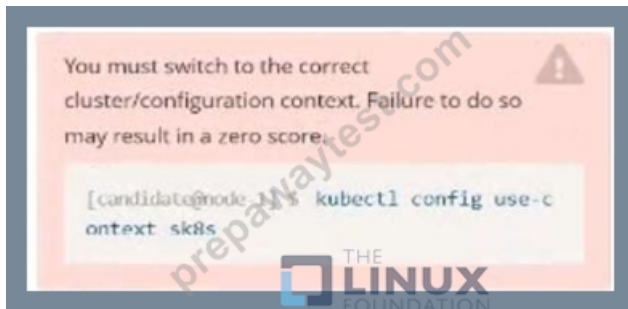 You must switch to the correct
cluster/configuration context. Failure to do so
may result in a zero score.
[candidate@node-1] $ kubectl config use-c
ontext sk8s
prepawaytest.com
THE
LINUX
FOUNDATION